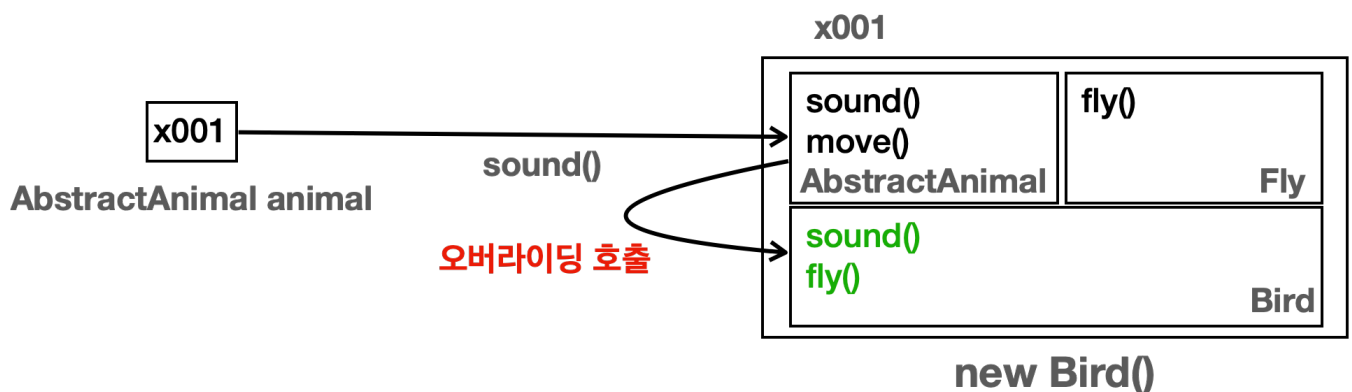 x001
x001
AbstractAnimal animal
sound()
오버라이딩 호출
sound()
move()
AbstractAnimal
fly()
Fly
sound()
fly()
Bird
new Bird()